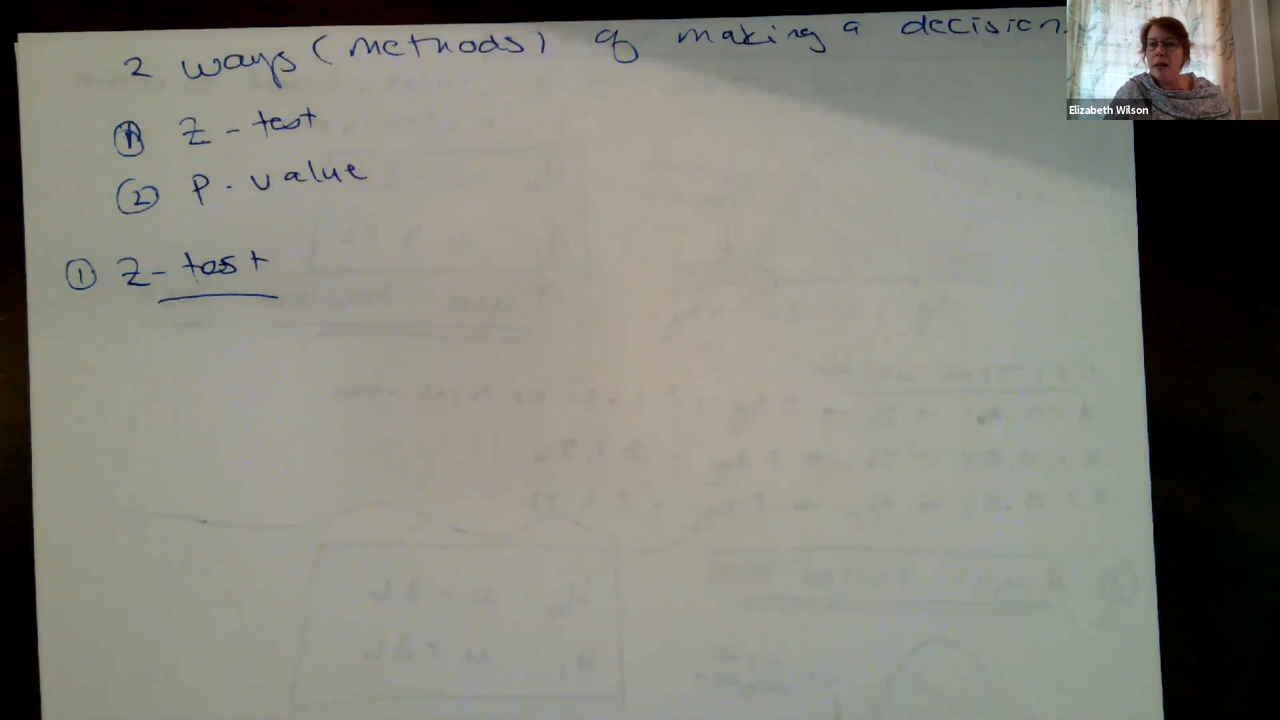 2 ways (methods) of making a decision.
① Z-test
② P-value
① Z-test
Elizabeth Wilson